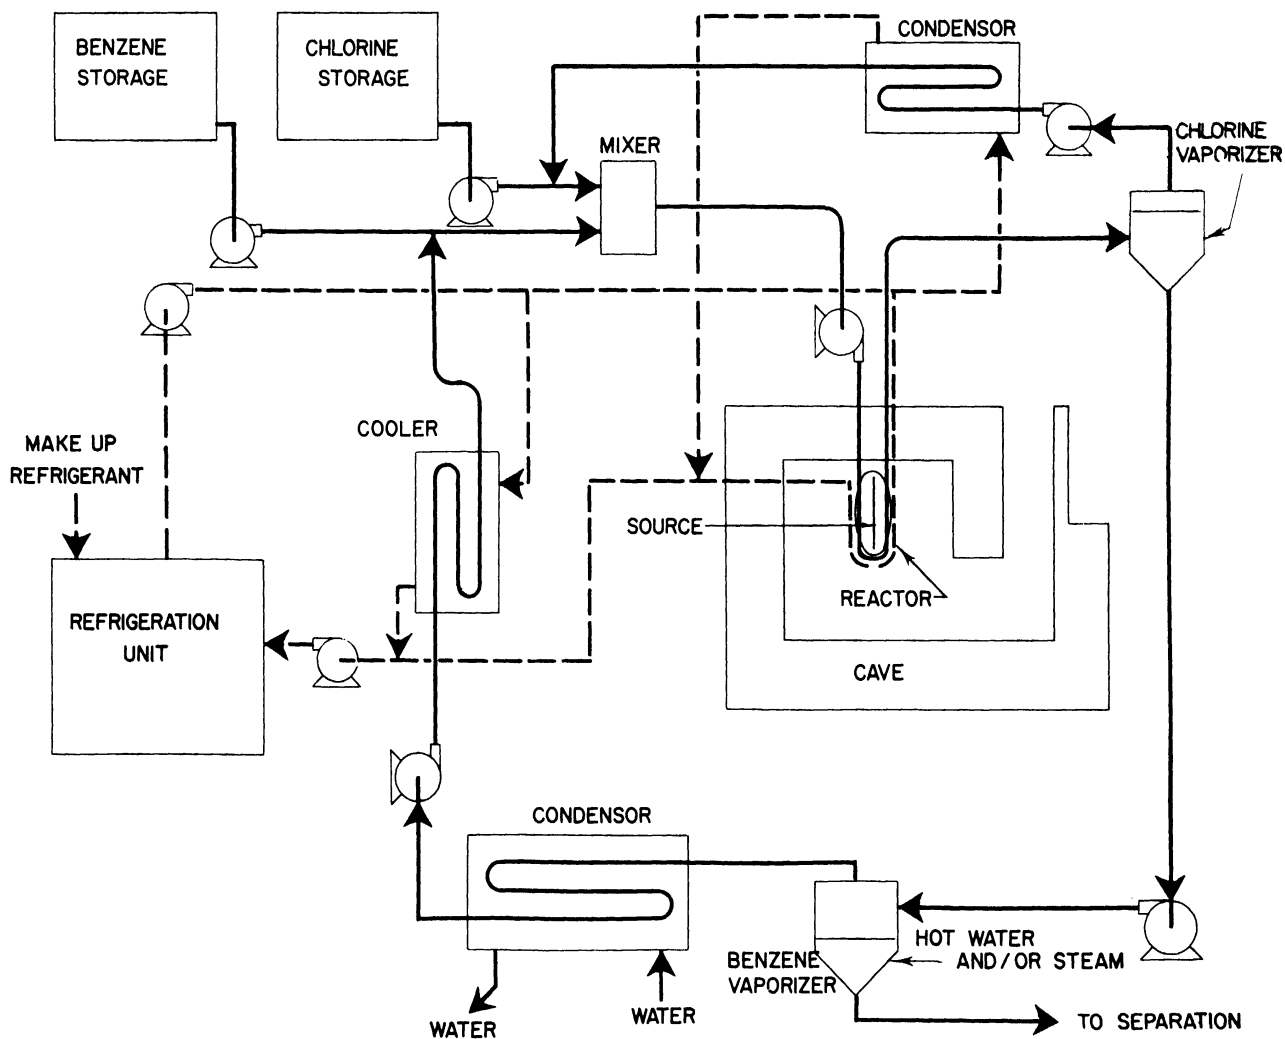 BENZENE
STORAGE
CHLORINE
STORAGE
CONDENSOR
MIXER
CHLORINE
VAPORIZER
COOLER
MAKE UP
REFRIGERANT
SOURCE
REACTOR
REFRIGERATION
UNIT
CAVE
CONDENSOR
HOT WATER
AND/OR STEAM
BENZENE
VAPORIZER
WATER
WATER
TO SEPARATION